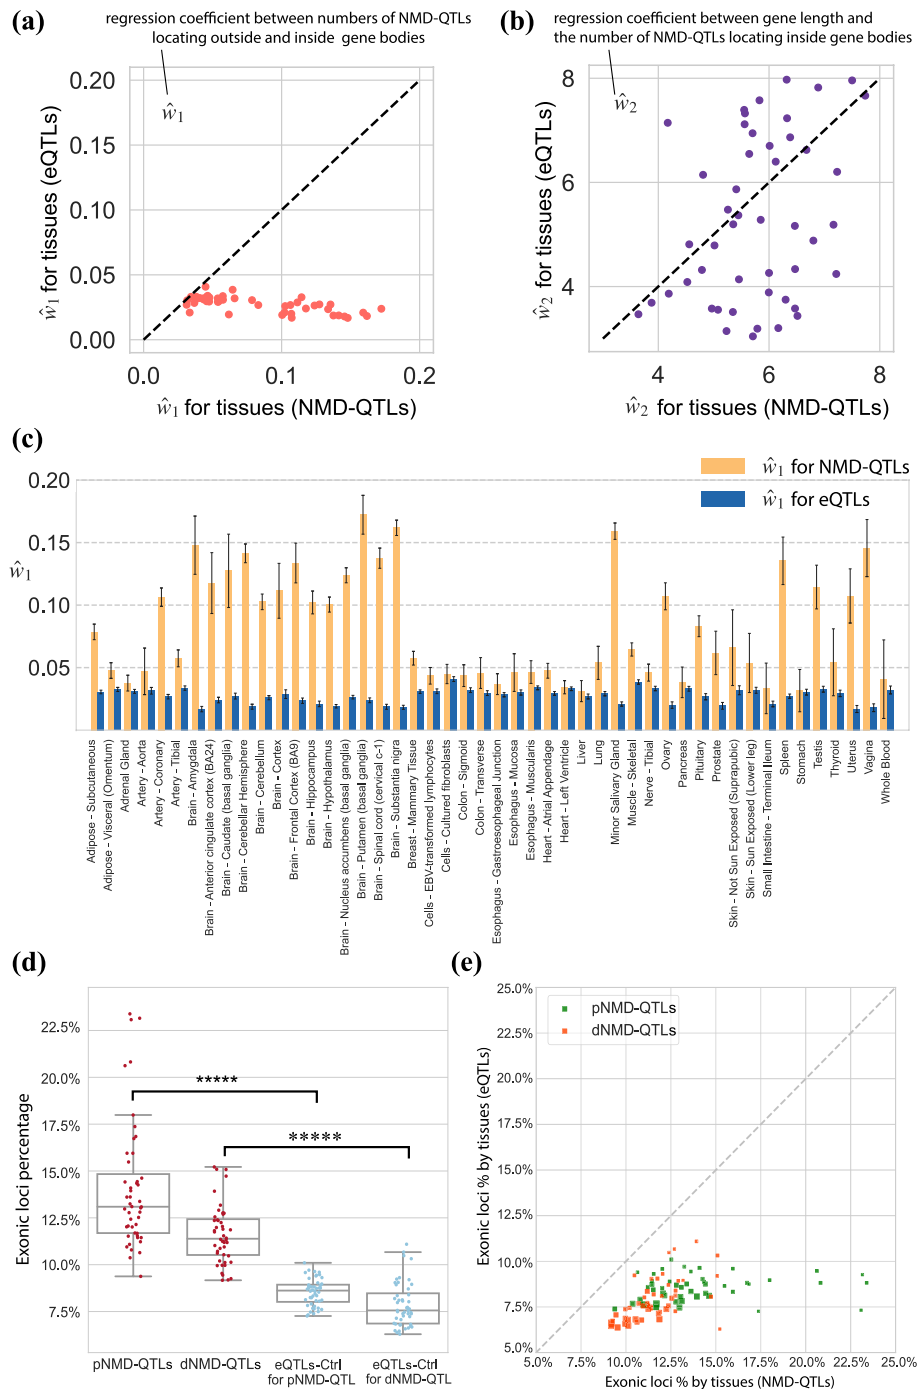 (a)
regression coefficient between numbers of NMD-QTLs
locating outside and inside gene bodies
ŵ1
0.20
0.15
0.10
0.05
0.00
ŵ1 for tissues (eQTLs)
0.0
0.1
0.2
ŵ1 for tissues (NMD-QTLs)
(b)
regression coefficient between gene length and
the number of NMD-QTLs locating inside gene bodies
ŵ2
8
6
4
ŵ2 for tissues (eQTLs)
4
6
8
ŵ2 for tissues (NMD-QTLs)
(c)
ŵ1 for NMD-QTLs
ŵ1 for eQTLs
0.20
0.15
ŵ1
0.10
0.05
Adipose - Subcutaneous
Adipose - Visceral (Omentum)
Adrenal Gland
Artery - Aorta
Artery - Coronary
Artery - Tibial
Brain - Amygdala
Brain - Anterior cingulate cortex (BA24)
Brain - Caudate (basal ganglia)
Brain - Cerebellar Hemisphere
Brain - Cerebellum
Brain - Cortex
Brain - Frontal Cortex (BA9)
Brain - Hippocampus
Brain - Hypothalamus
Brain - Nucleus accumbens (basal ganglia)
Brain - Putamen (basal ganglia)
Brain - Spinal cord (cervical c-1)
Brain - Substantia nigra
Breast - Mammary Tissue
Cells - EBV-transformed lymphocytes
Cells - Cultured fibroblasts
Colon - Sigmoid
Colon - Transverse
Esophagus - Gastroesophageal Junction
Esophagus - Mucosa
Esophagus - Muscularis
Heart - Atrial Appendage
Heart - Left Ventricle
Liver
Lung
Minor Salivary Gland
Muscle - Skeletal
Nerve - Tibial
Ovary
Pancreas
Pituitary
Prostate
Skin - Not Sun Exposed (Suprapubic)
Skin - Sun Exposed (Lower leg)
Small Intestine - Terminal Ileum
Spleen
Stomach
Testis
Thyroid
Uterus
Vagina
Whole Blood
(d)
22.5%
20.0%
17.5%
15.0%
12.5%
10.0%
7.5%
Exonic loci percentage
*****
*****
pNMD-QTLs
dNMD-QTLs
eQTLs-Ctrl
for pNMD-QTL
eQTLs-Ctrl
for dNMD-QTL
(e)
pNMD-QTLs
dNMD-QTLs
25.0%
22.5%
20.0%
17.5%
15.0%
12.5%
10.0%
7.5%
5.0%
Exonic loci % by tissues (eQTLs)
5.0%
7.5%
10.0%
12.5%
15.0%
17.5%
20.0%
22.5%
25.0%
Exonic loci % by tissues (NMD-QTLs)